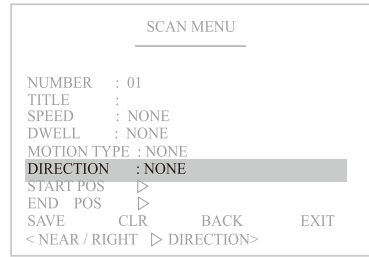 SCAN MENU
NUMBER : 01
TITLE :
SPEED : NONE
DWELL : NONE
MOTION TYPE : NONE
DIRECTION : NONE
START POS ▷
END POS ▷
SAVE CLR BACK EXIT
< NEAR / RIGHT ▷ DIRECTION>